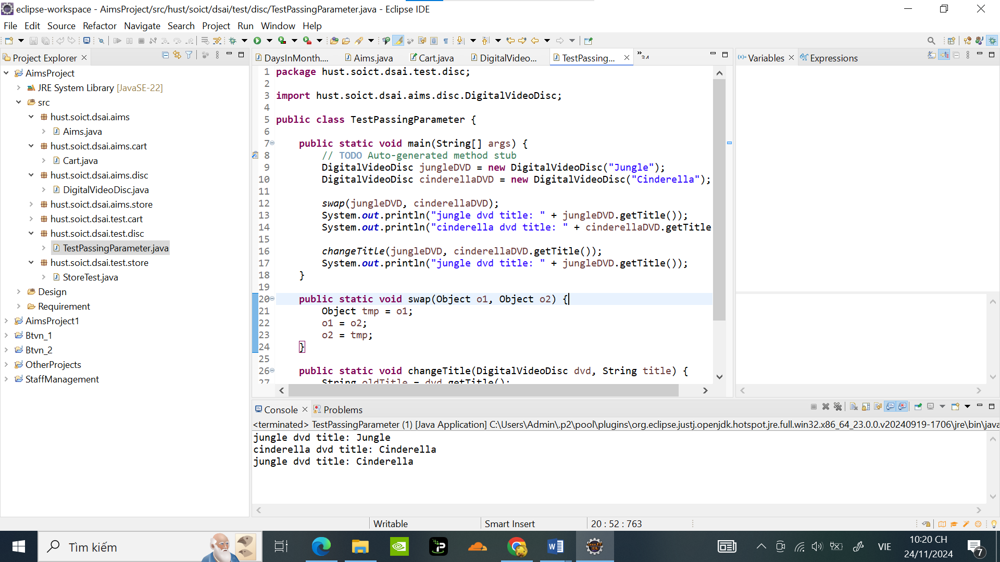 eclipse-workspace - AimsProject/src/hust/soict/dsai/test/disc/TestPassingParameter.java - Eclipse IDE
File Edit Source Refactor Navigate Search Project Run Window Help
Project Explorer
AimsProject
JRE System Library [JavaSE-22]
src
hust.soict.dsai.aims
Aims.java
hust.soict.dsai.aims.cart
Cart.java
hust.soict.dsai.aims.disc
DigitalVideoDisc.java
hust.soict.dsai.aims.store
hust.soict.dsai.test.cart
hust.soict.dsai.test.disc
TestPassingParameter.java
hust.soict.dsai.test.store
StoreTest.java
Design
Requirement
AimsProject1
Btvn_1
Btvn_2
OtherProjects
StaffManagement
DaysInMonth.... Aims.java Cart.java DigitalVideo... TestPassing... »34
1 package hust.soict.dsai.test.disc;
2
3 import hust.soict.dsai.aims.disc.DigitalVideoDisc;
4
5 public class TestPassingParameter {
6
7 public static void main(String[] args) {
8 // TODO Auto-generated method stub
9 DigitalVideoDisc jungleDVD = new DigitalVideoDisc("Jungle");
10 DigitalVideoDisc cinderellaDVD = new DigitalVideoDisc("Cinderella");
11
12 swap(jungleDVD, cinderellaDVD);
13 System.out.println("jungle dvd title: " + jungleDVD.getTitle());
14 System.out.println("cinderella dvd title: " + cinderellaDVD.getTitle
15
16 changeTitle(jungleDVD, cinderellaDVD.getTitle());
17 System.out.println("jungle dvd title: " + jungleDVD.getTitle());
18 }
19
20 public static void swap(Object o1, Object o2) {
21 Object tmp = o1;
22 o1 = o2;
23 o2 = tmp;
24 }
25
26 public static void changeTitle(DigitalVideoDisc dvd, String title) {
27 String oldTitle = dvd.getTitle();
Variables Expressions
Console Problems
<terminated> TestPassingParameter (1) [Java Application] C:\Users\Admin\.p2\pool\plugins\org.eclipse.justj.openjdk.hotspot.jre.full.win32.x86_64_23.0.0.v20240919-1706\jre\bin\java
jungle dvd title: Jungle
cinderella dvd title: Cinderella
jungle dvd title: Cinderella
Writable Smart Insert 20 : 52 : 763
Tìm kiếm
VIE
10:20 CH
24/11/2024
7